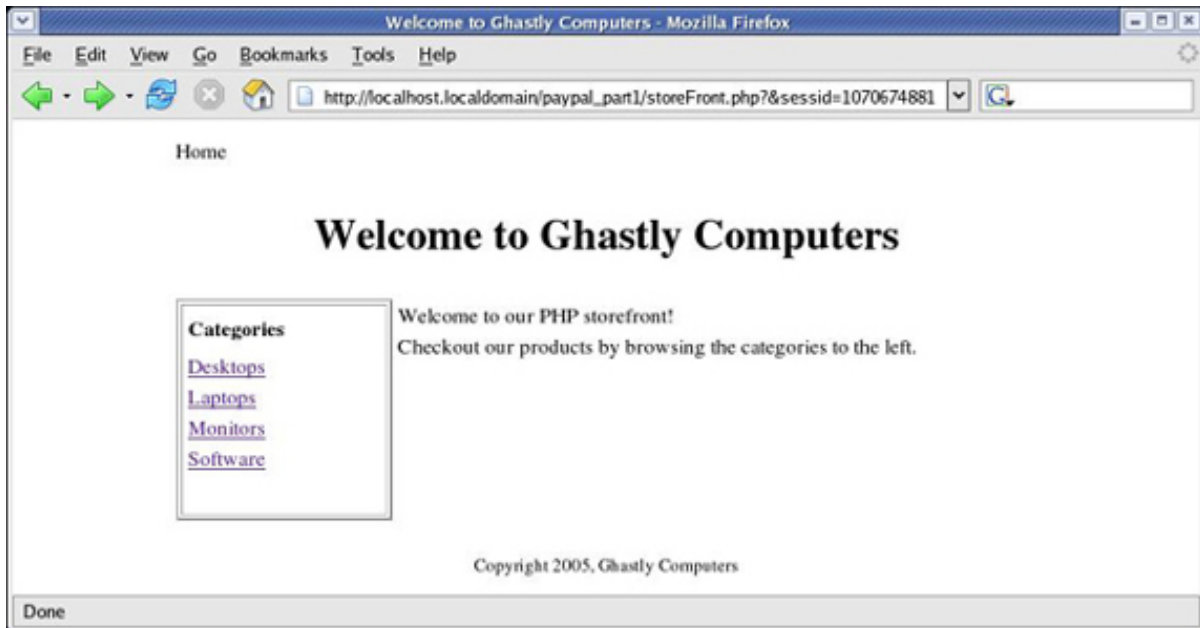 Welcome to Ghastly Computers - Mozilla Firefox
File Edit View Go Bookmarks Tools Help
http://localhost.localdomain/paypal_part1/storeFront.php?&sessid=1070674881
Home
Welcome to Ghastly Computers
Categories
Desktops
Laptops
Monitors
Software
Welcome to our PHP storefront!
Checkout our products by browsing the categories to the left.
Copyright 2005, Ghastly Computers
Done